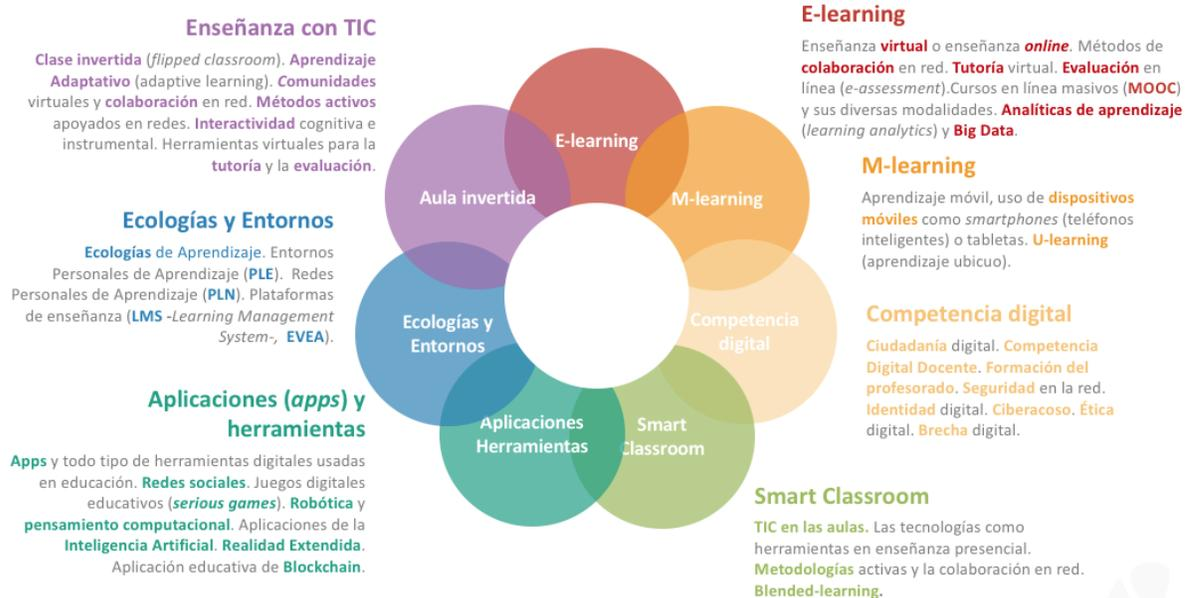 Enseñanza con TIC
Clase invertida (flipped classroom). Aprendizaje
Adaptativo (adaptive learning). Comunidades
virtuales y colaboración en red. Métodos activos
apoyados en redes. Interactividad cognitiva e
instrumental. Herramientas virtuales para la
tutoría y la evaluación.
Ecologías y Entornos
Ecologías de Aprendizaje. Entornos
Personales de Aprendizaje (PLE). Redes
Personales de Aprendizaje (PLN). Plataformas
de enseñanza (LMS -Learning Management
System-, EVEA).
Aplicaciones (apps) y
herramientas
Apps y todo tipo de herramientas digitales usadas
en educación. Redes sociales. Juegos digitales
educativos (serious games). Robótica y
pensamiento computacional. Aplicaciones de la
Inteligencia Artificial. Realidad Extendida.
Aplicación educativa de Blockchain.
E-learning
Aula invertida
M-learning
Ecologías y
Entornos
Competencia
digital
Aplicaciones
Herramientas
Smart
Classroom
E-learning
Enseñanza virtual o enseñanza online. Métodos de
colaboración en red. Tutoría virtual. Evaluación en
línea (e-assessment).Cursos en línea masivos (MOOC)
y sus diversas modalidades. Analíticas de aprendizaje
(learning analytics) y Big Data.
M-learning
Aprendizaje móvil, uso de dispositivos
móviles como smartphones (teléfonos
inteligentes) o tabletas. U-learning
(aprendizaje ubicuo).
Competencia digital
Ciudadanía digital. Competencia
Digital Docente. Formación del
profesorado. Seguridad en la red.
Identidad digital. Ciberacoso. Ética
digital. Brecha digital.
Smart Classroom
TIC en las aulas. Las tecnologías como
herramientas en enseñanza presencial.
Metodologías activas y la colaboración en red.
Blended-learning.